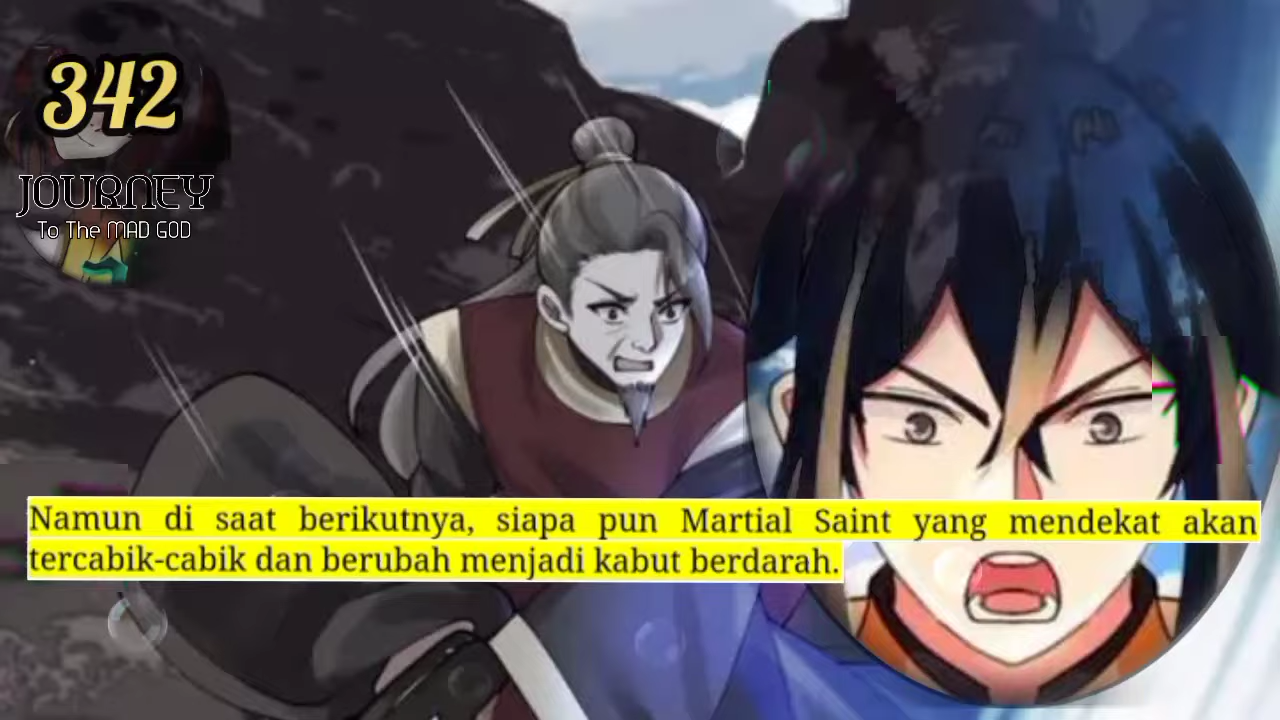 342
JOURNEY
To The MAD GOD
Namun di saat berikutnya, siapa pun Martial Saint yang mendekat akan
tercabik-cabik dan berubah menjadi kabut berdarah.